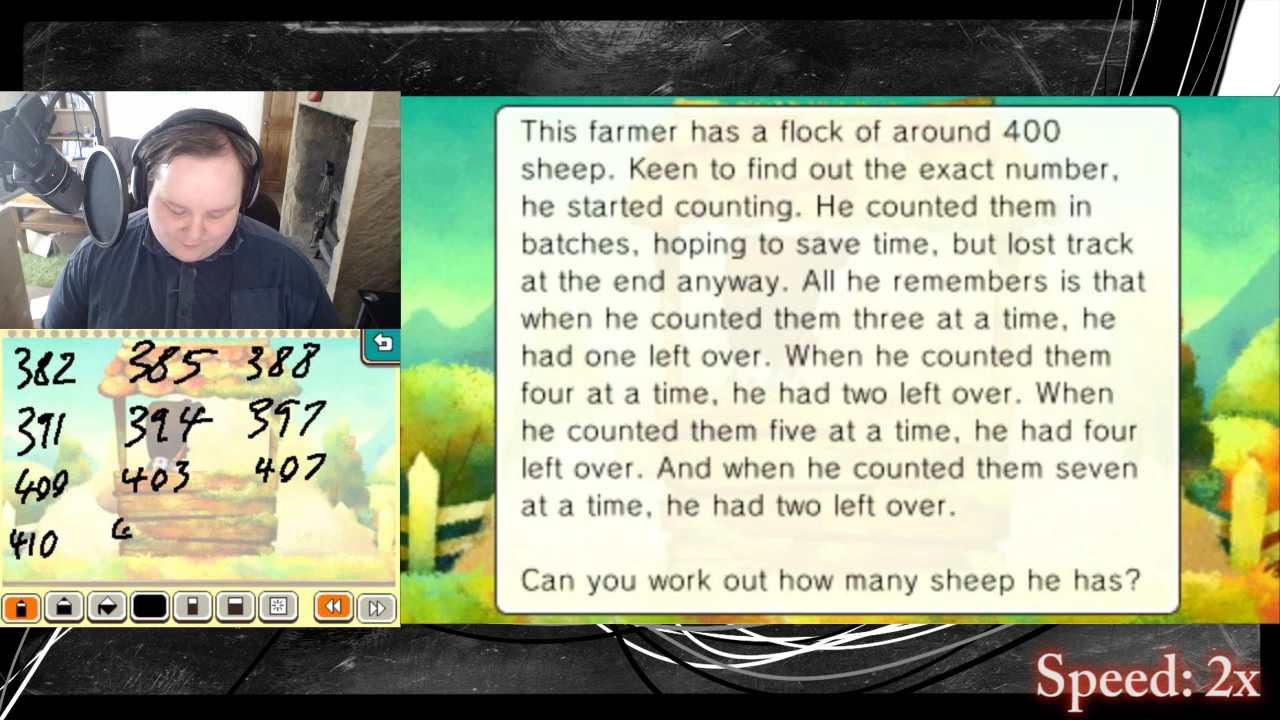 This farmer has a flock of around 400
sheep. Keen to find out the exact number,
he started counting. He counted them in
batches, hoping to save time, but lost track
at the end anyway. All he remembers is that
when he counted them three at a time, he
had one left over. When he counted them
four at a time, he had two left over. When
he counted them five at a time, he had four
left over. And when he counted them seven
at a time, he had two left over.
Can you work out how many sheep he has?
382 385 388
391 394 397
400 403 407
410
Speed: 2x